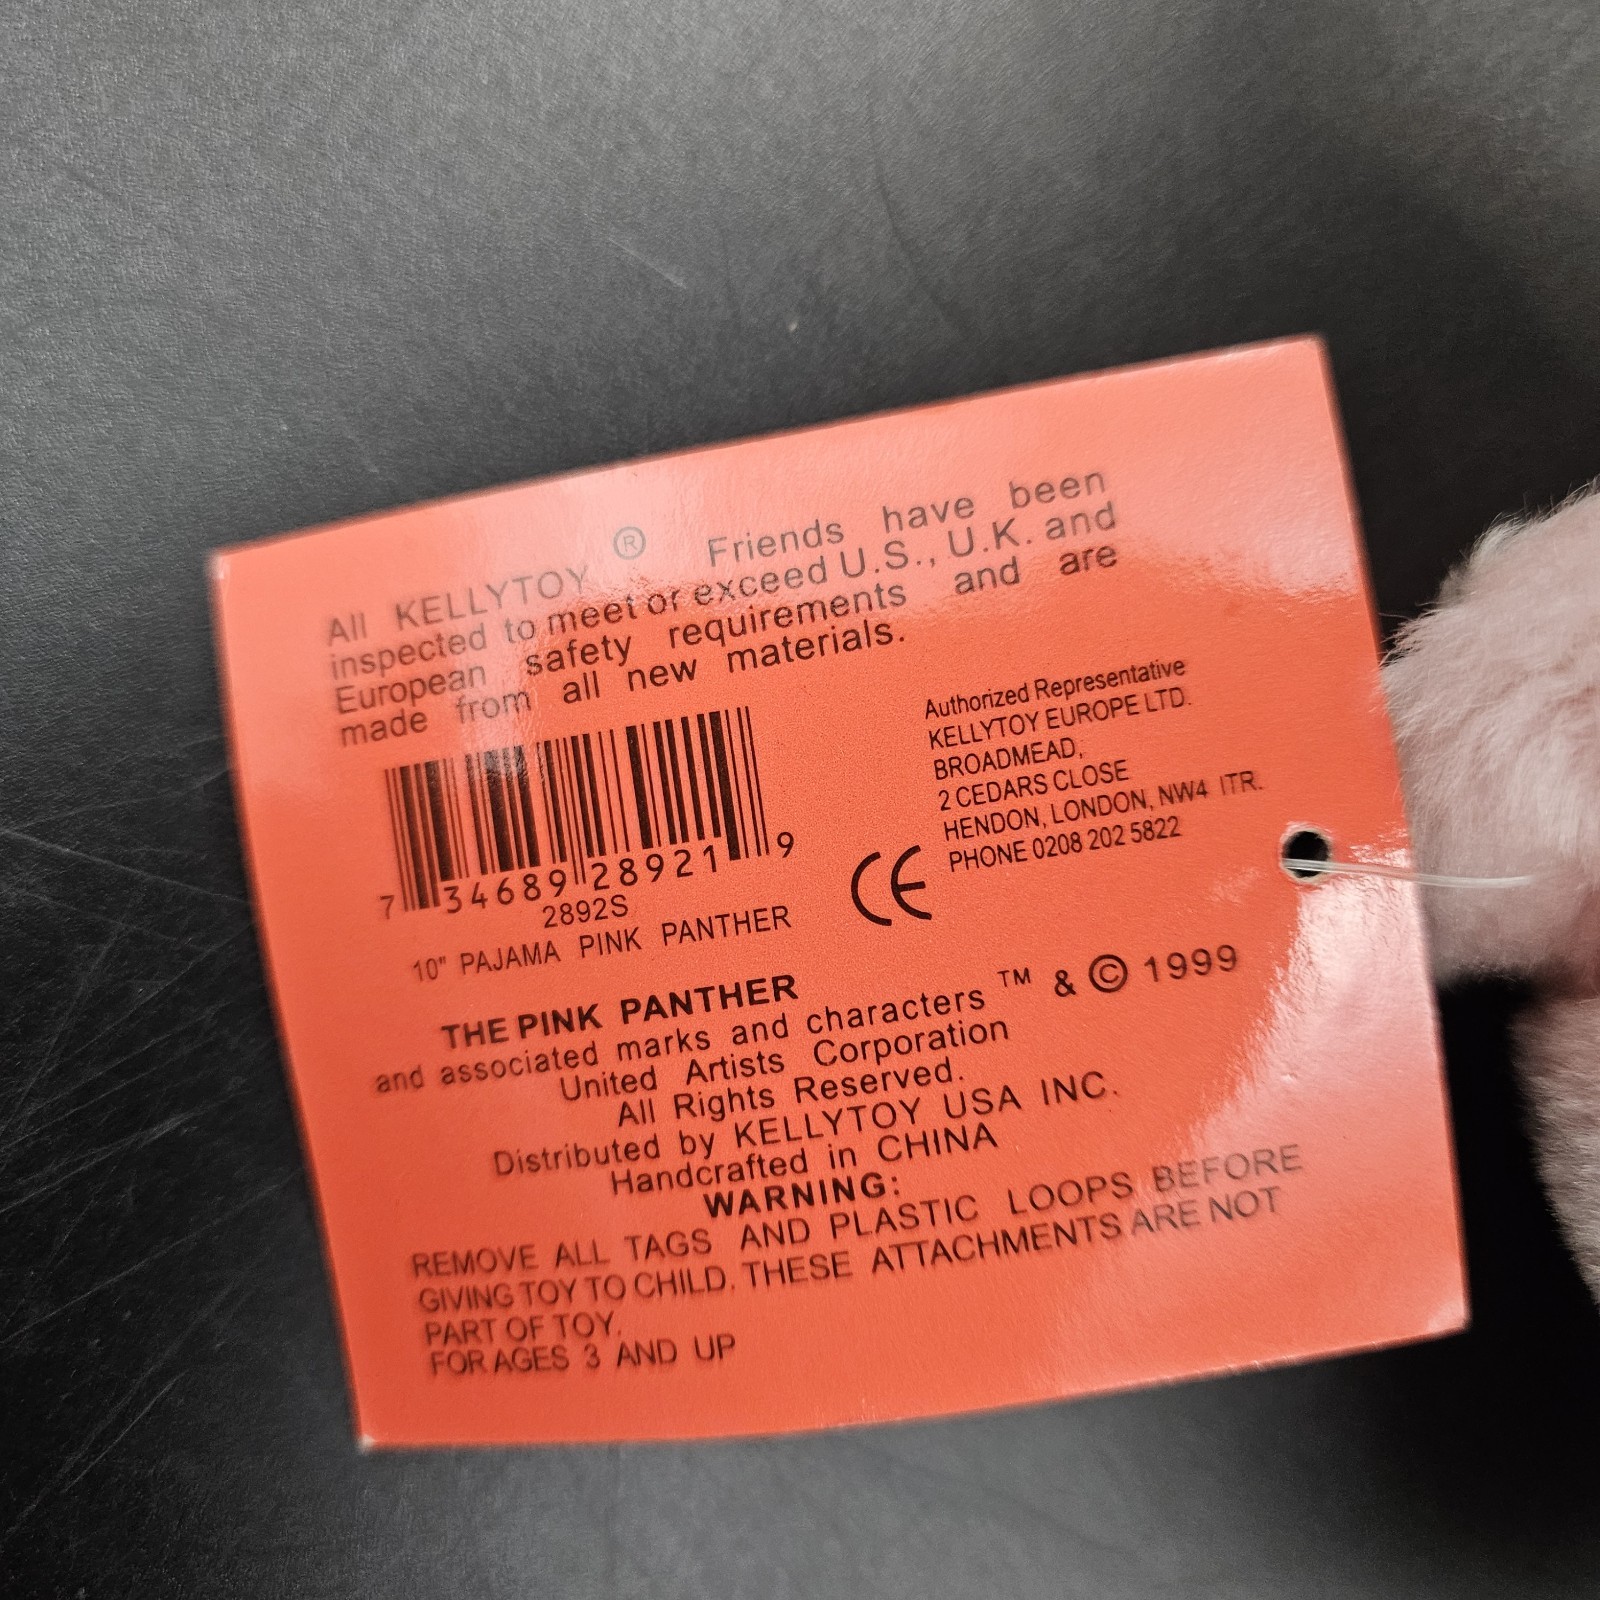 All KELLYTOY ® Friends have been
inspected to meet or exceed U.S., U.K. and
European safety requirements and are
made from all new materials.
7 34689 28921 9
2892S
10" PAJAMA PINK PANTHER
Authorized Representative
KELLYTOY EUROPE LTD.
BROADMEAD,
2 CEDARS CLOSE
HENDON, LONDON, NW4 ITR.
PHONE 0208 202 5822
CE
THE PINK PANTHER
and associated marks and characters ™ & © 1999
United Artists Corporation
All Rights Reserved.
Distributed by KELLYTOY USA INC.
Handcrafted in CHINA
WARNING:
REMOVE ALL TAGS AND PLASTIC LOOPS BEFORE
GIVING TOY TO CHILD. THESE ATTACHMENTS ARE NOT
PART OF TOY.
FOR AGES 3 AND UP